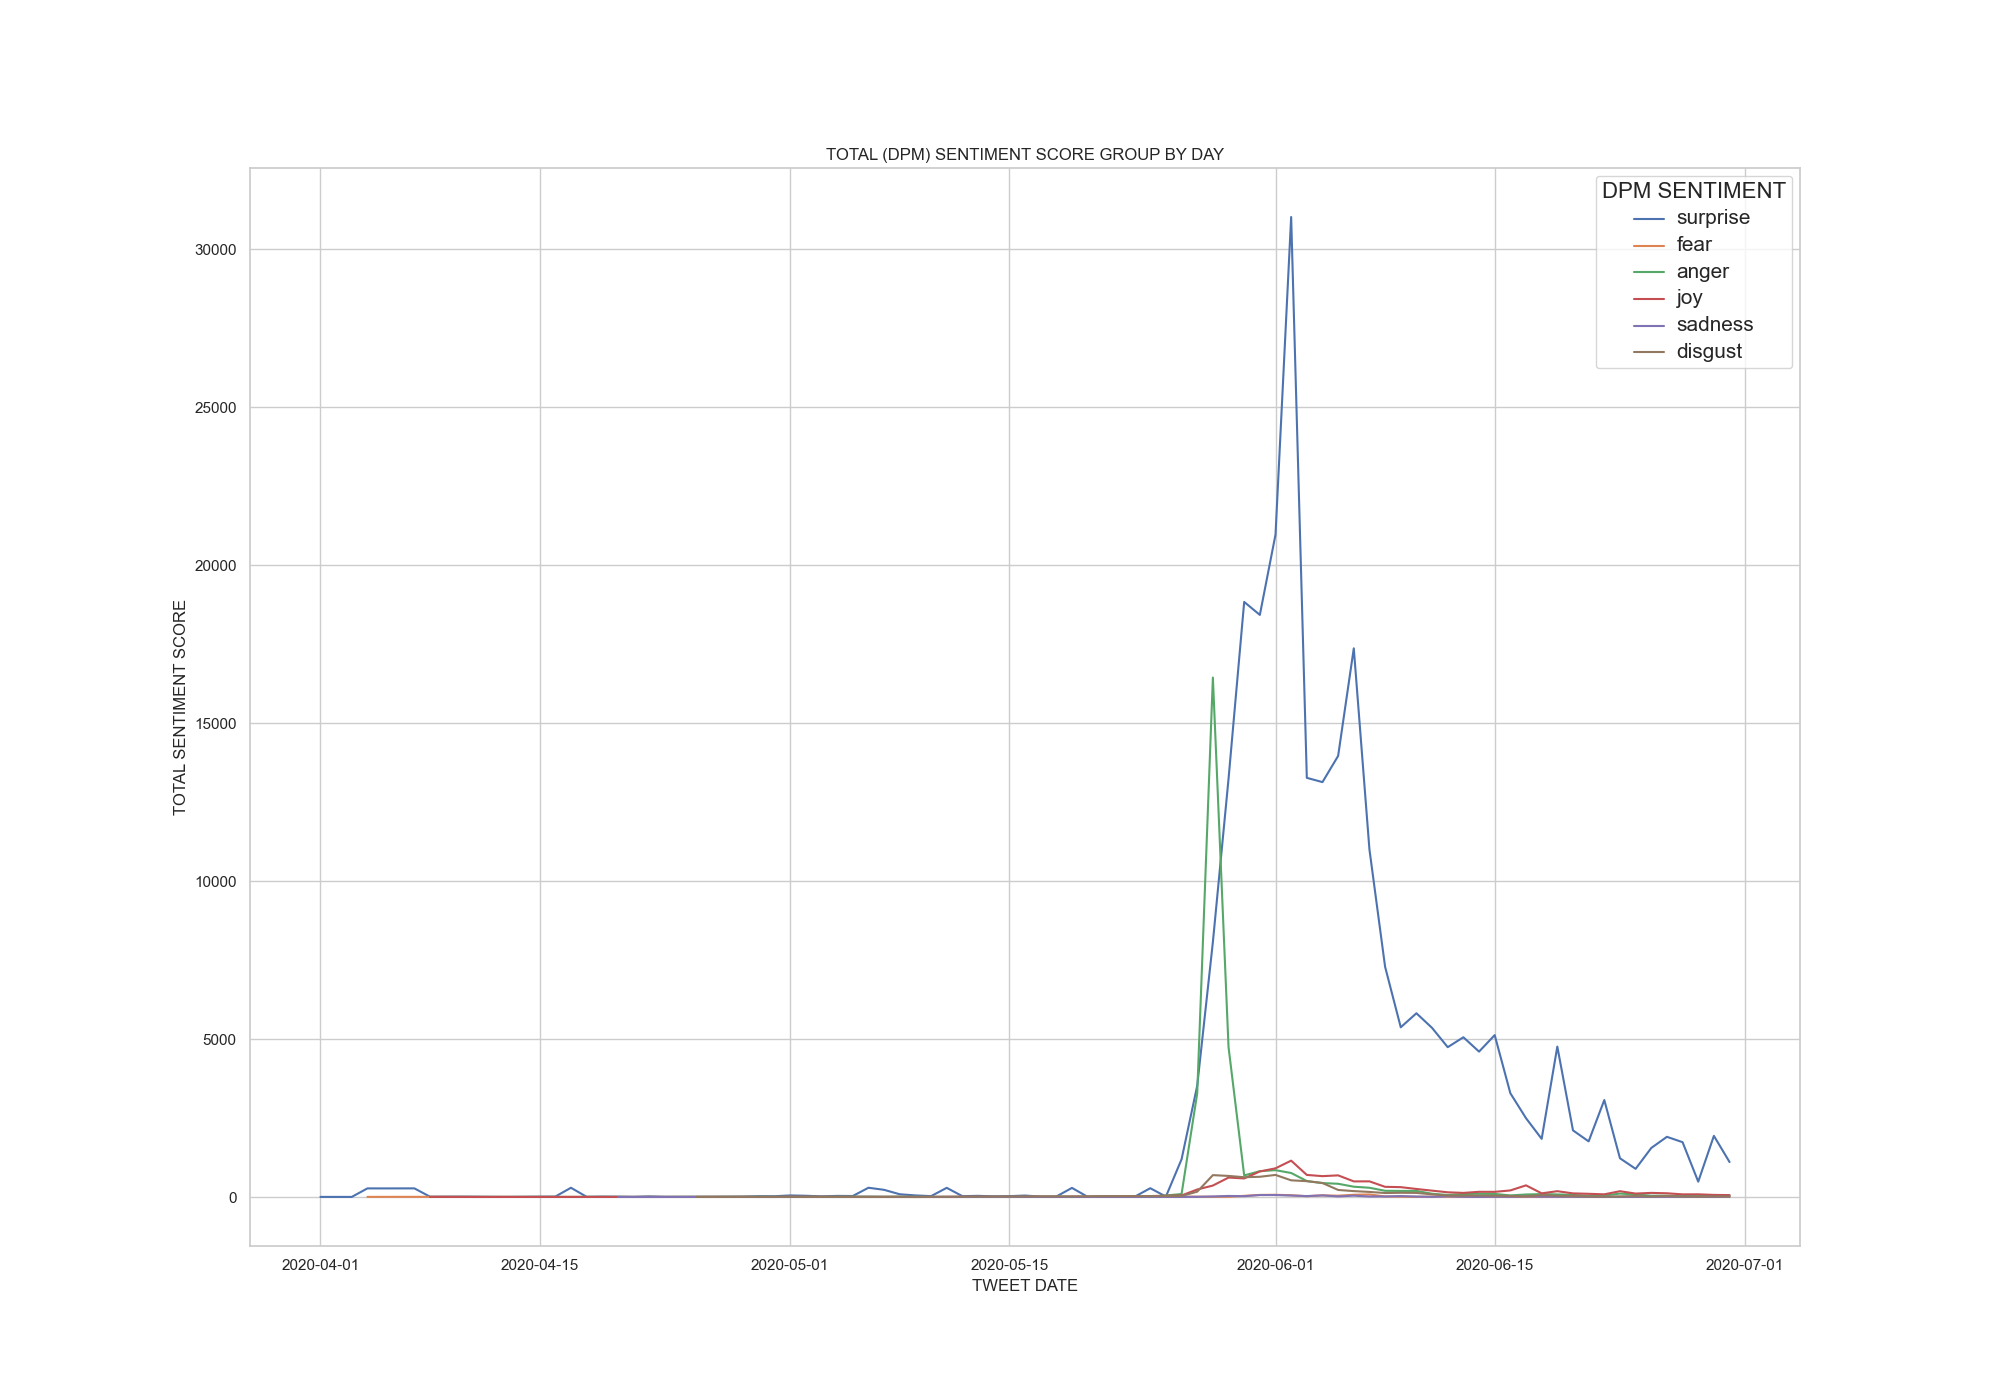 TOTAL (DPM) SENTIMENT SCORE GROUP BY DAY
DPM SENTIMENT
surprise
fear
anger
joy
sadness
disgust
30000
25000
20000
15000
10000
5000
0
TOTAL SENTIMENT SCORE
2020-04-01 2020-04-15 2020-05-01 2020-05-15 2020-06-01 2020-06-15 2020-07-01
TWEET DATE